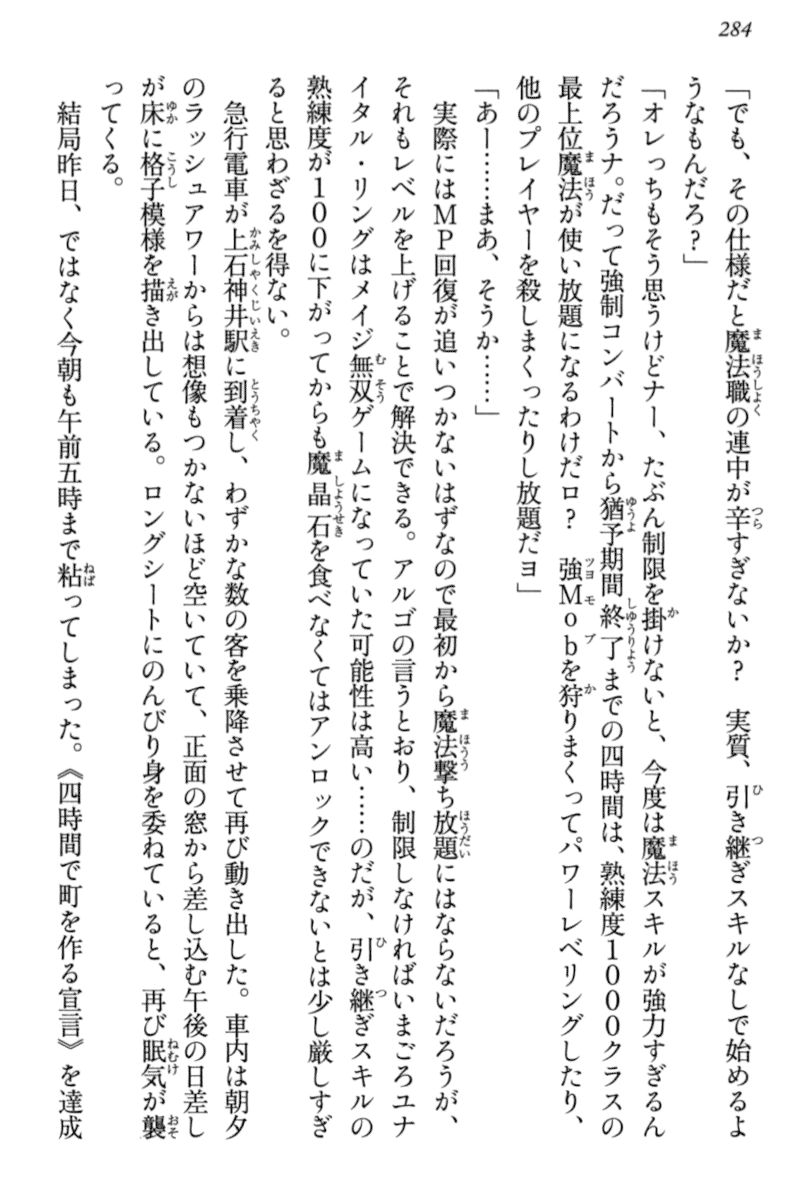 284
「でも、その仕様だと魔法職の連中が辛すぎないか？　実質、引き継ぎスキルなしで始めるよ
うなもんだろ？」
「オレっちもそう思うけどナー、たぶん制限を掛けないと、今度は魔法スキルが強力すぎるん
だろうナ。だって強制コンバートから猶予期間終了までの四時間は、熟練度1000クラスの
最上位魔法が使い放題になるわけだロ？　強Mobを狩りまくってパワーレベリングしたり、
他のプレイヤーを殺しまくったりし放題だヨ」
「あー……まあ、そうか……」
　実際にはMP回復が追いつかないはずなので最初から魔法撃ち放題にはならないだろうが、
それもレベルを上げることで解決できる。アルゴの言うとおり、制限しなければいまごろユナ
イタル・リングはメイジ無双ゲームになっていた可能性は高い……のだが、引き継ぎスキルの
熟練度が100に下がってからも魔晶石を食べなくてはアンロックできないとは少し厳しすぎ
ると思わざるを得ない。
　急行電車が上石神井駅に到着し、わずかな数の客を乗降させて再び動き出した。車内は朝夕
のラッシュアワーからは想像もつかないほど空いていて、正面の窓から差し込む午後の日差し
が床に格子模様を描き出している。ロングシートにのんびり身を委ねていると、再び眠気が襲
ってくる。
　結局昨日、ではなく今朝も午前五時まで粘ってしまった。《四時間で町を作る宣言》を達成